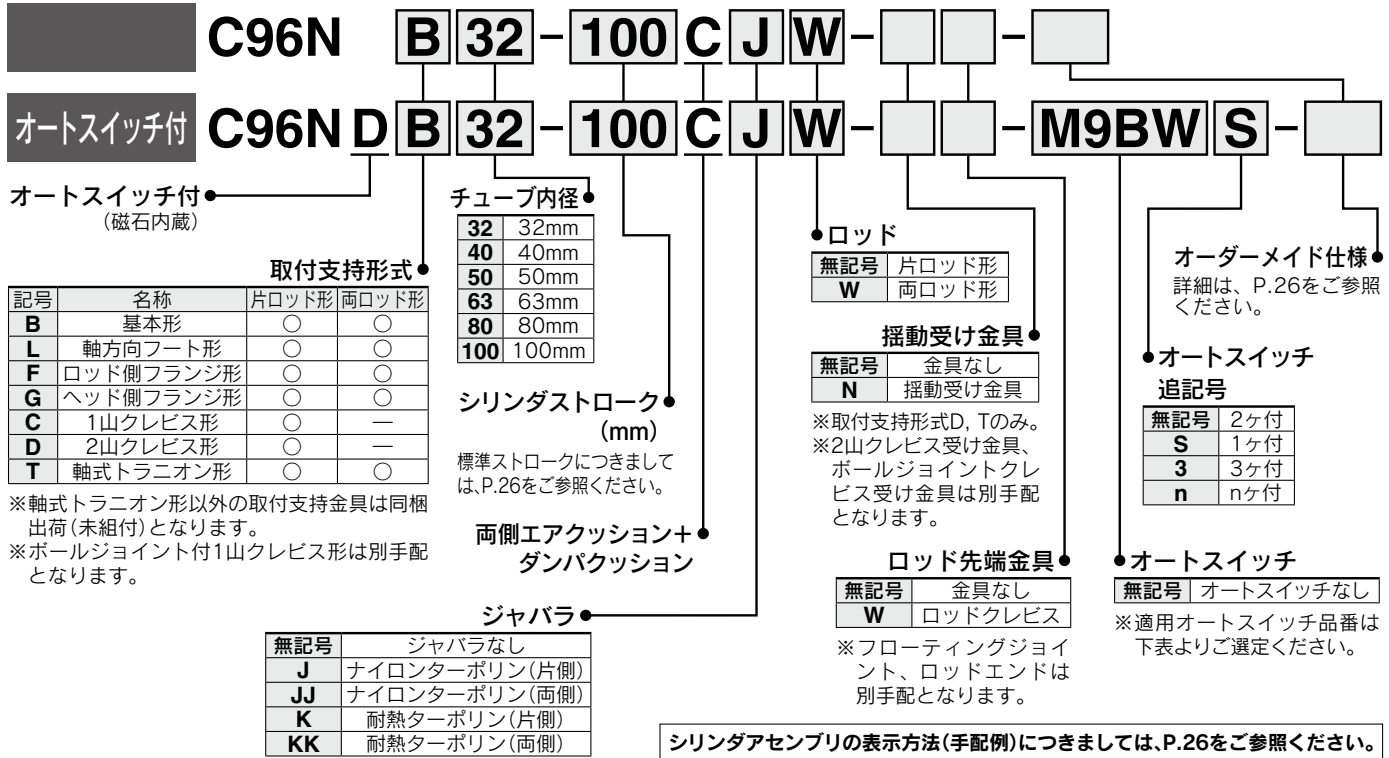 C96N B 32 - 100 C J W - -
オートスイッチ付 C96N D B 32 - 100 C J W - - M9BW S -
オートスイッチ付
(磁石内蔵)
取付支持形式
記号 名称 片ロッド形 両ロッド形
B 基本形 ○ ○
L 軸方向フート形 ○ ○
F ロッド側フランジ形 ○ ○
G ヘッド側フランジ形 ○ ○
C 1山クレビス形 ○ —
D 2山クレビス形 ○ —
T 軸式トラニオン形 ○ ○
※軸式トラニオン形以外の取付支持金具は同梱
出荷(未組付)となります。
※ボールジョイント付1山クレビス形は別手配
となります。
チューブ内径
32 32mm
40 40mm
50 50mm
63 63mm
80 80mm
100 100mm
シリンダストローク
(mm)
標準ストロークにつきまして
は、P.26をご参照ください。
両側エアクッション+
ダンパクッション
ジャバラ
無記号 ジャバラなし
J ナイロンターポリン(片側)
JJ ナイロンターポリン(両側)
K 耐熱ターポリン(片側)
KK 耐熱ターポリン(両側)
ロッド
無記号 片ロッド形
W 両ロッド形
揺動受け金具
無記号 金具なし
N 揺動受け金具
※取付支持形式D, Tのみ。
※2山クレビス受け金具、
ボールジョイントクレ
ビス受け金具は別手配
となります。
ロッド先端金具
無記号 金具なし
W ロッドクレビス
※フローティングジョイ
ント、ロッドエンドは
別手配となります。
オーダーメイド仕様
詳細は、P.26をご参照
ください。
オートスイッチ
追記号
無記号 2ヶ付
S 1ヶ付
3 3ヶ付
n nヶ付
オートスイッチ
無記号 オートスイッチなし
※適用オートスイッチ品番は
下表よりご選定ください。
シリンダアセンブリの表示方法(手配例)につきましては、P.26をご参照ください。